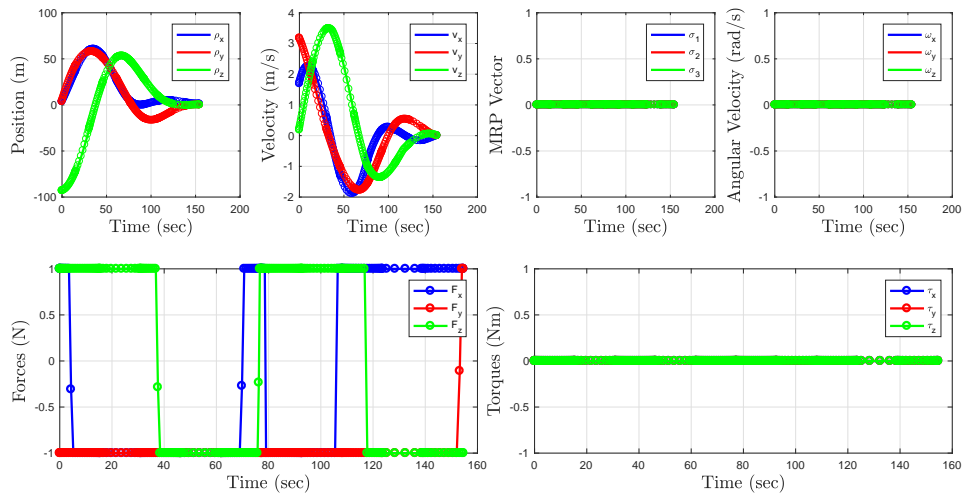 Position (m)
100
50
0
-50
-100
0
50
100
150
200
Time (sec)
ρx
ρy
ρz
Velocity (m/s)
4
3
2
1
0
-1
-2
0
50
100
150
200
Time (sec)
vx
vy
vz
MRP Vector
1
0.5
0
-0.5
-1
0
50
100
150
200
Time (sec)
σ1
σ2
σ3
Angular Velocity (rad/s)
1
0.5
0
-0.5
-1
0
50
100
150
200
Time (sec)
ωx
ωy
ωz
Forces (N)
1
0.5
0
-0.5
-1
0
20
40
60
80
100
120
140
160
Time (sec)
Fx
Fy
Fz
Torques (Nm)
1
0.5
0
-0.5
-1
0
20
40
60
80
100
120
140
160
Time (sec)
τx
τy
τz